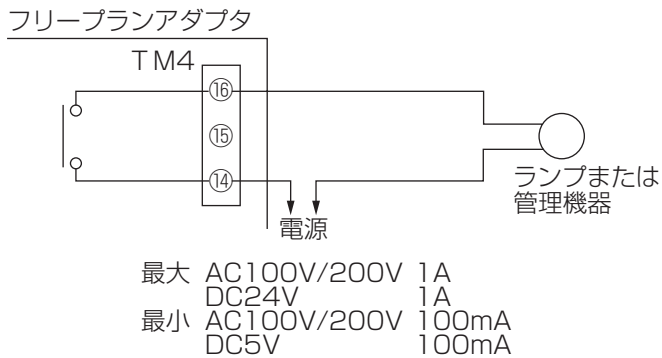 フリープランアダプタ
TM4
⑯
⑮
⑭
ランプまたは
管理機器
電源
最大 AC100V/200V 1A
DC24V 1A
最小 AC100V/200V 100mA
DC5V 100mA